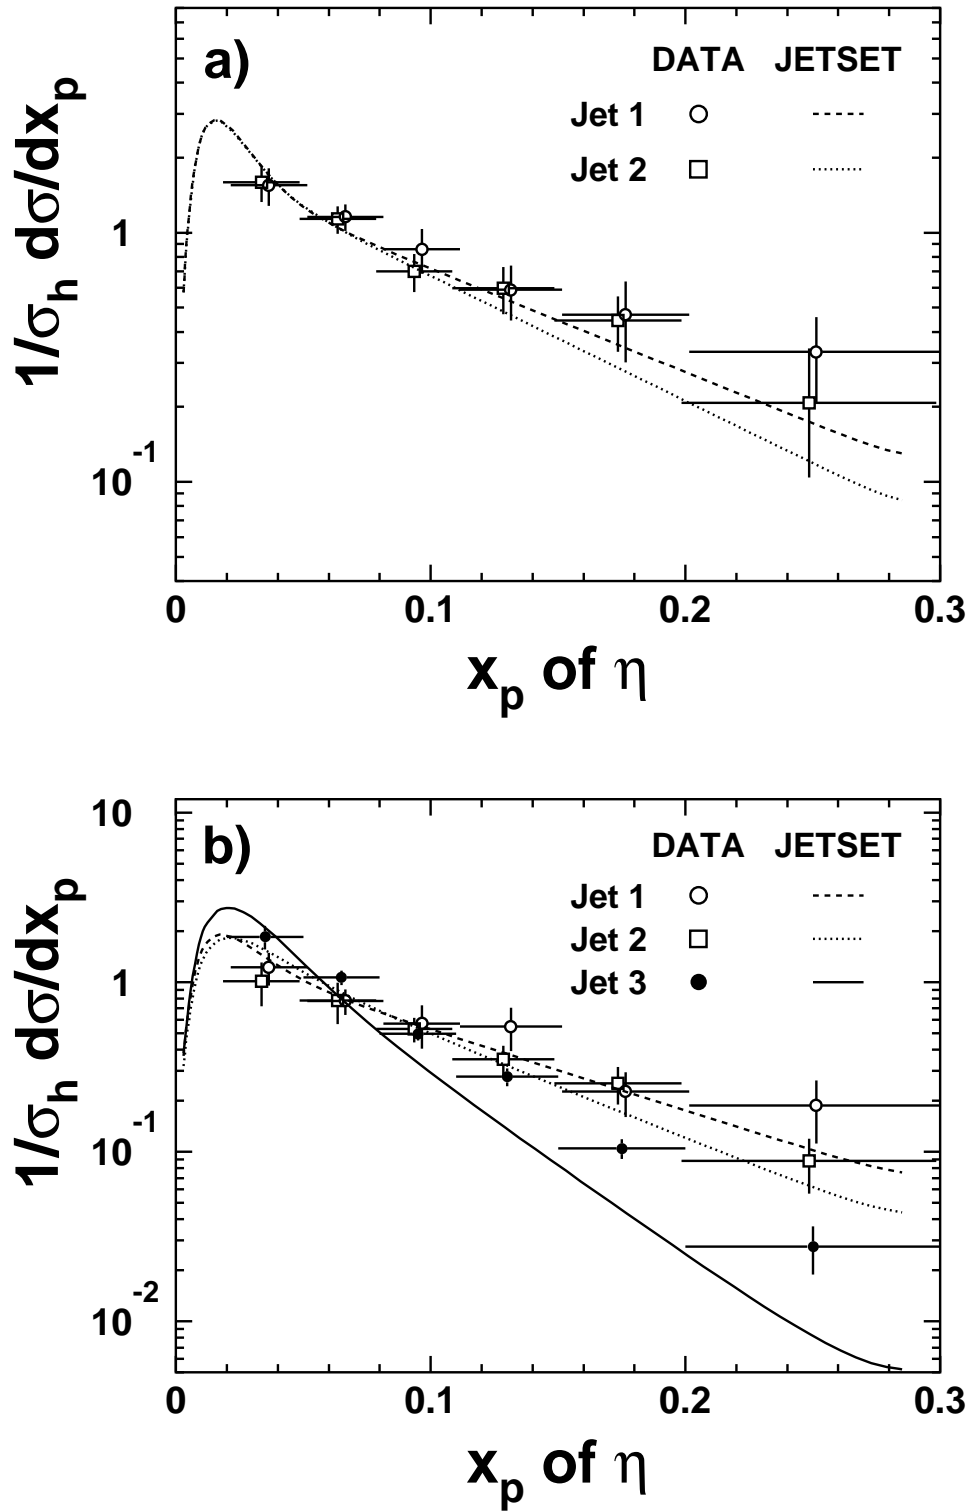 a)
DATA JETSET
Jet 1
Jet 2
1/σh dσ/dxp
1
10-1
0 0.1 0.2 0.3
xp of η
b)
DATA JETSET
Jet 1
Jet 2
Jet 3
1/σh dσ/dxp
10
1
10-1
10-2
0 0.1 0.2 0.3
xp of η